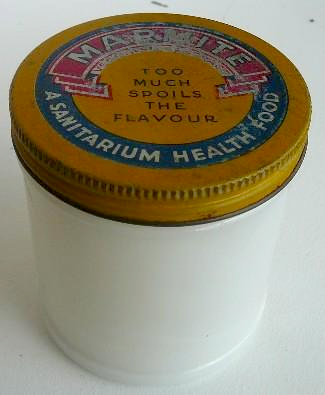 MARMITE
TOO
MUCH
SPOILS
THE
FLAVOUR
A SANITARIUM HEALTH FOOD